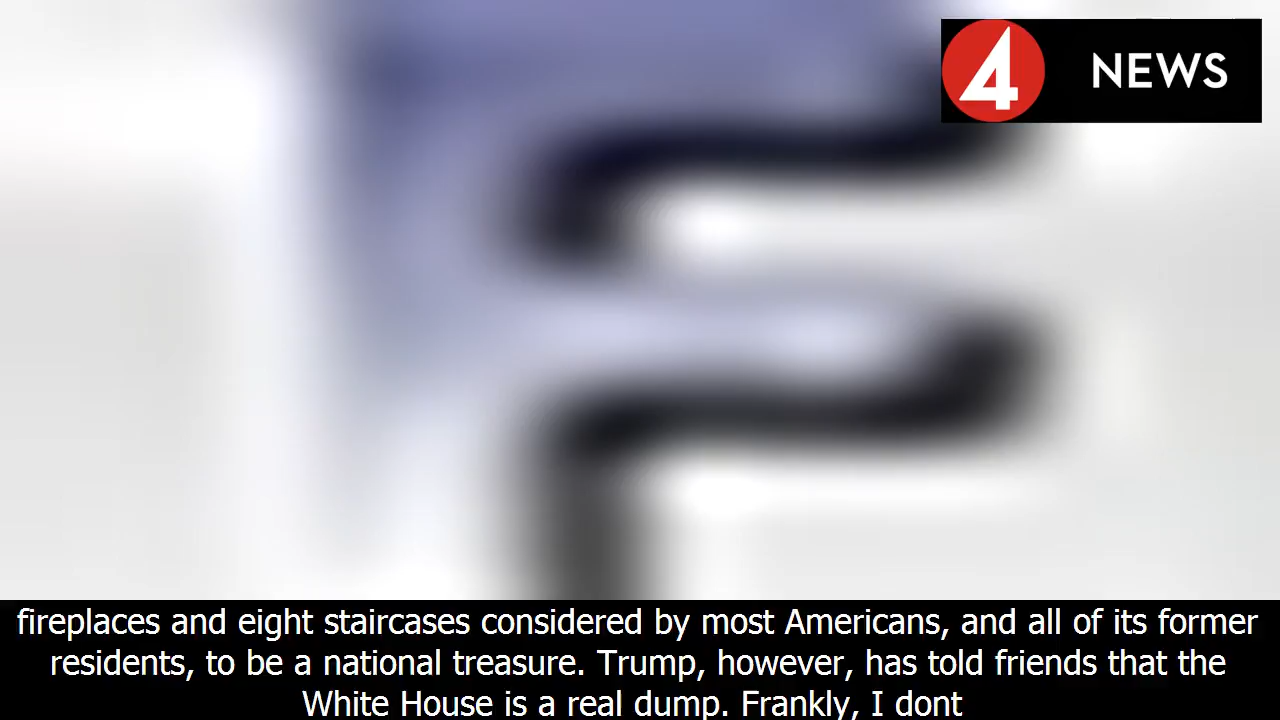 4 NEWS
fireplaces and eight staircases considered by most Americans, and all of its former
residents, to be a national treasure. Trump, however, has told friends that the
White House is a real dump. Frankly, I dont